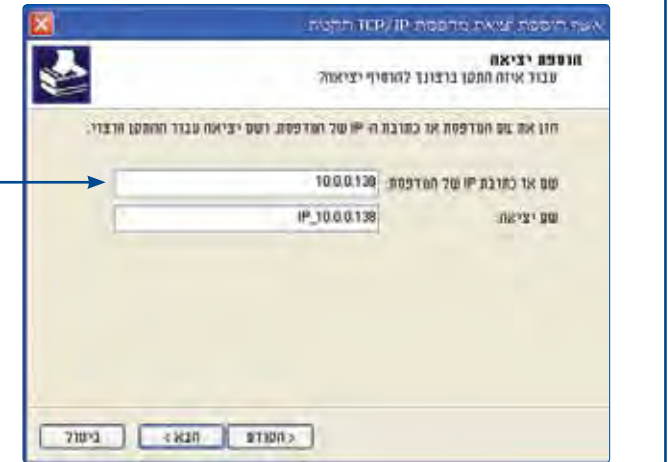 אשף הוספת יציאת מדפסת TCP/IP תקנית
הוספת יציאה
עבור איזה התקן ברצונך להוסיף יציאה?
הזן את שם המדפסת או כתובת ה- IP של המדפסת, ושם יציאה עבור ההתקן הרצוי.
שם או כתובת IP של המדפסת: 10.0.0.138
שם יציאה: IP_10.0.0.138
< הקודם הבא > ביטול